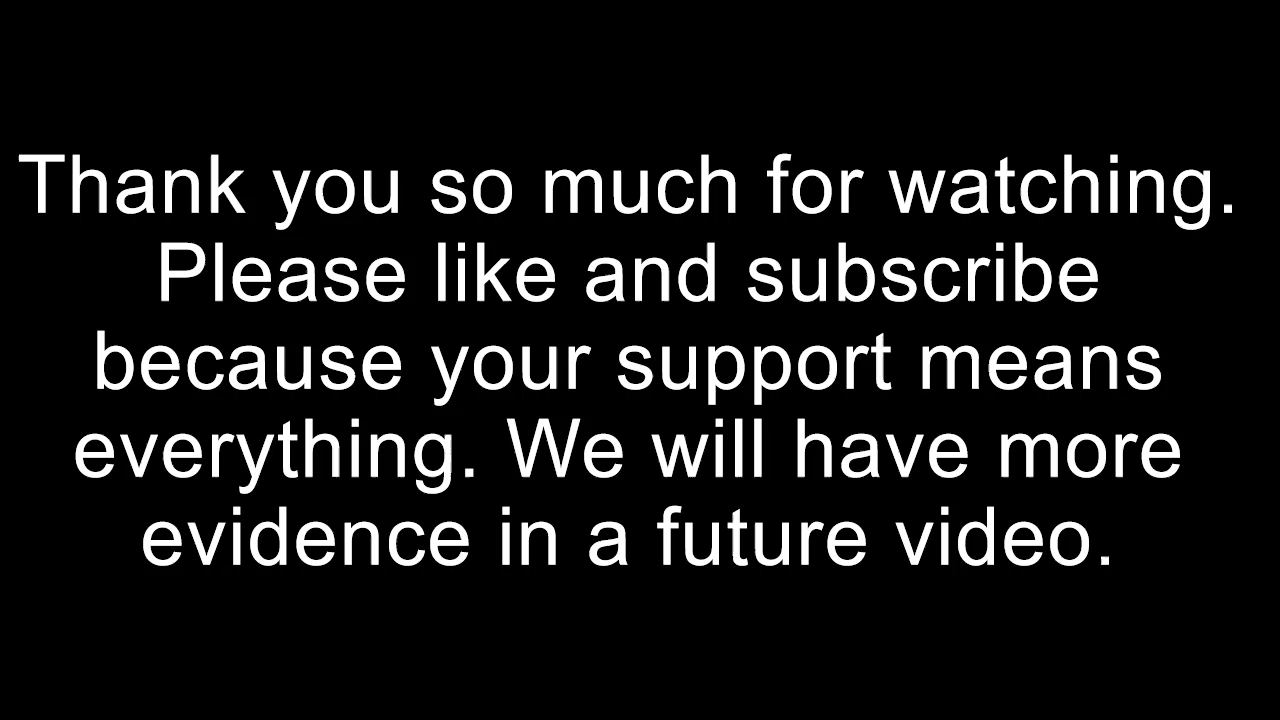 Thank you so much for watching.
Please like and subscribe
because your support means
everything. We will have more
evidence in a future video.